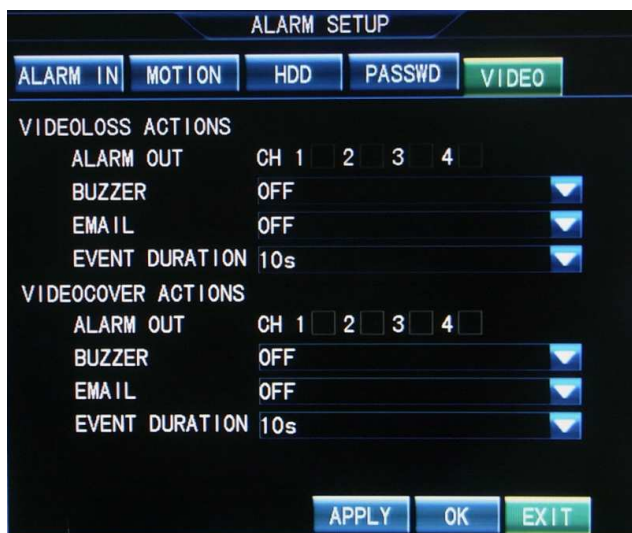 ALARM SETUP
ALARM IN MOTION HDD PASSWD VIDEO
VIDEOLOSS ACTIONS
ALARM OUT CH 1 2 3 4
BUZZER OFF
EMAIL OFF
EVENT DURATION 10s
VIDEOCOVER ACTIONS
ALARM OUT CH 1 2 3 4
BUZZER OFF
EMAIL OFF
EVENT DURATION 10s
APPLY OK EXIT